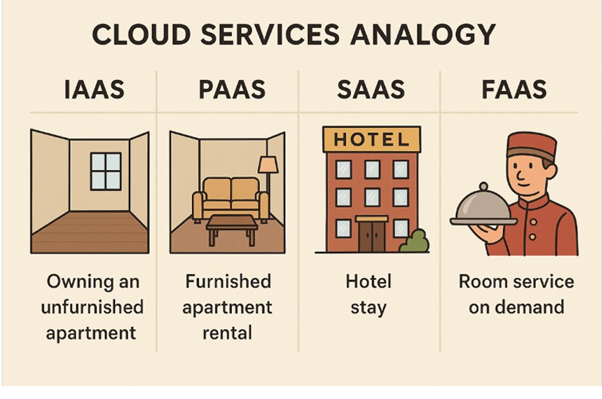 CLOUD SERVICES ANALOGY
IAAS
PAAS
SAAS
FAAS
HOTEL
Owning an
unfurnished
apartment
Furnished
apartment
rental
Hotel
stay
Room service
on demand